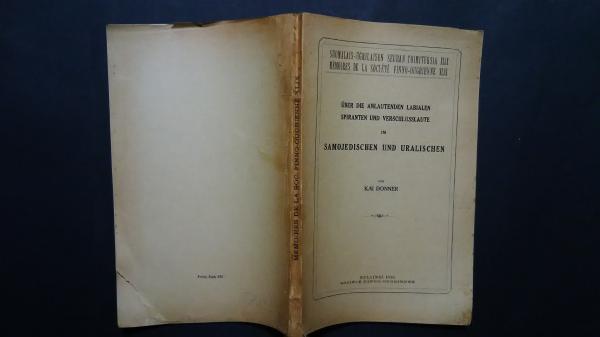 SUOMALAIS-UGRILAISEN SEURAN TOIMITUKSIA XLIX
MÉMOIRES DE LA SOCIÉTÉ FINNO-OUGRIENNE XLIX
ÜBER DIE ANLAUTENDEN LABIALEN
SPIRANTEN UND VERSCHLUSSLAUTE
IM
SAMOJEDISCHEN UND URALISCHEN
VON
KAI DONNER
HELSINKI
MÉMOIRES DE LA SOC. FINNO-OUGRIENNE XLIX